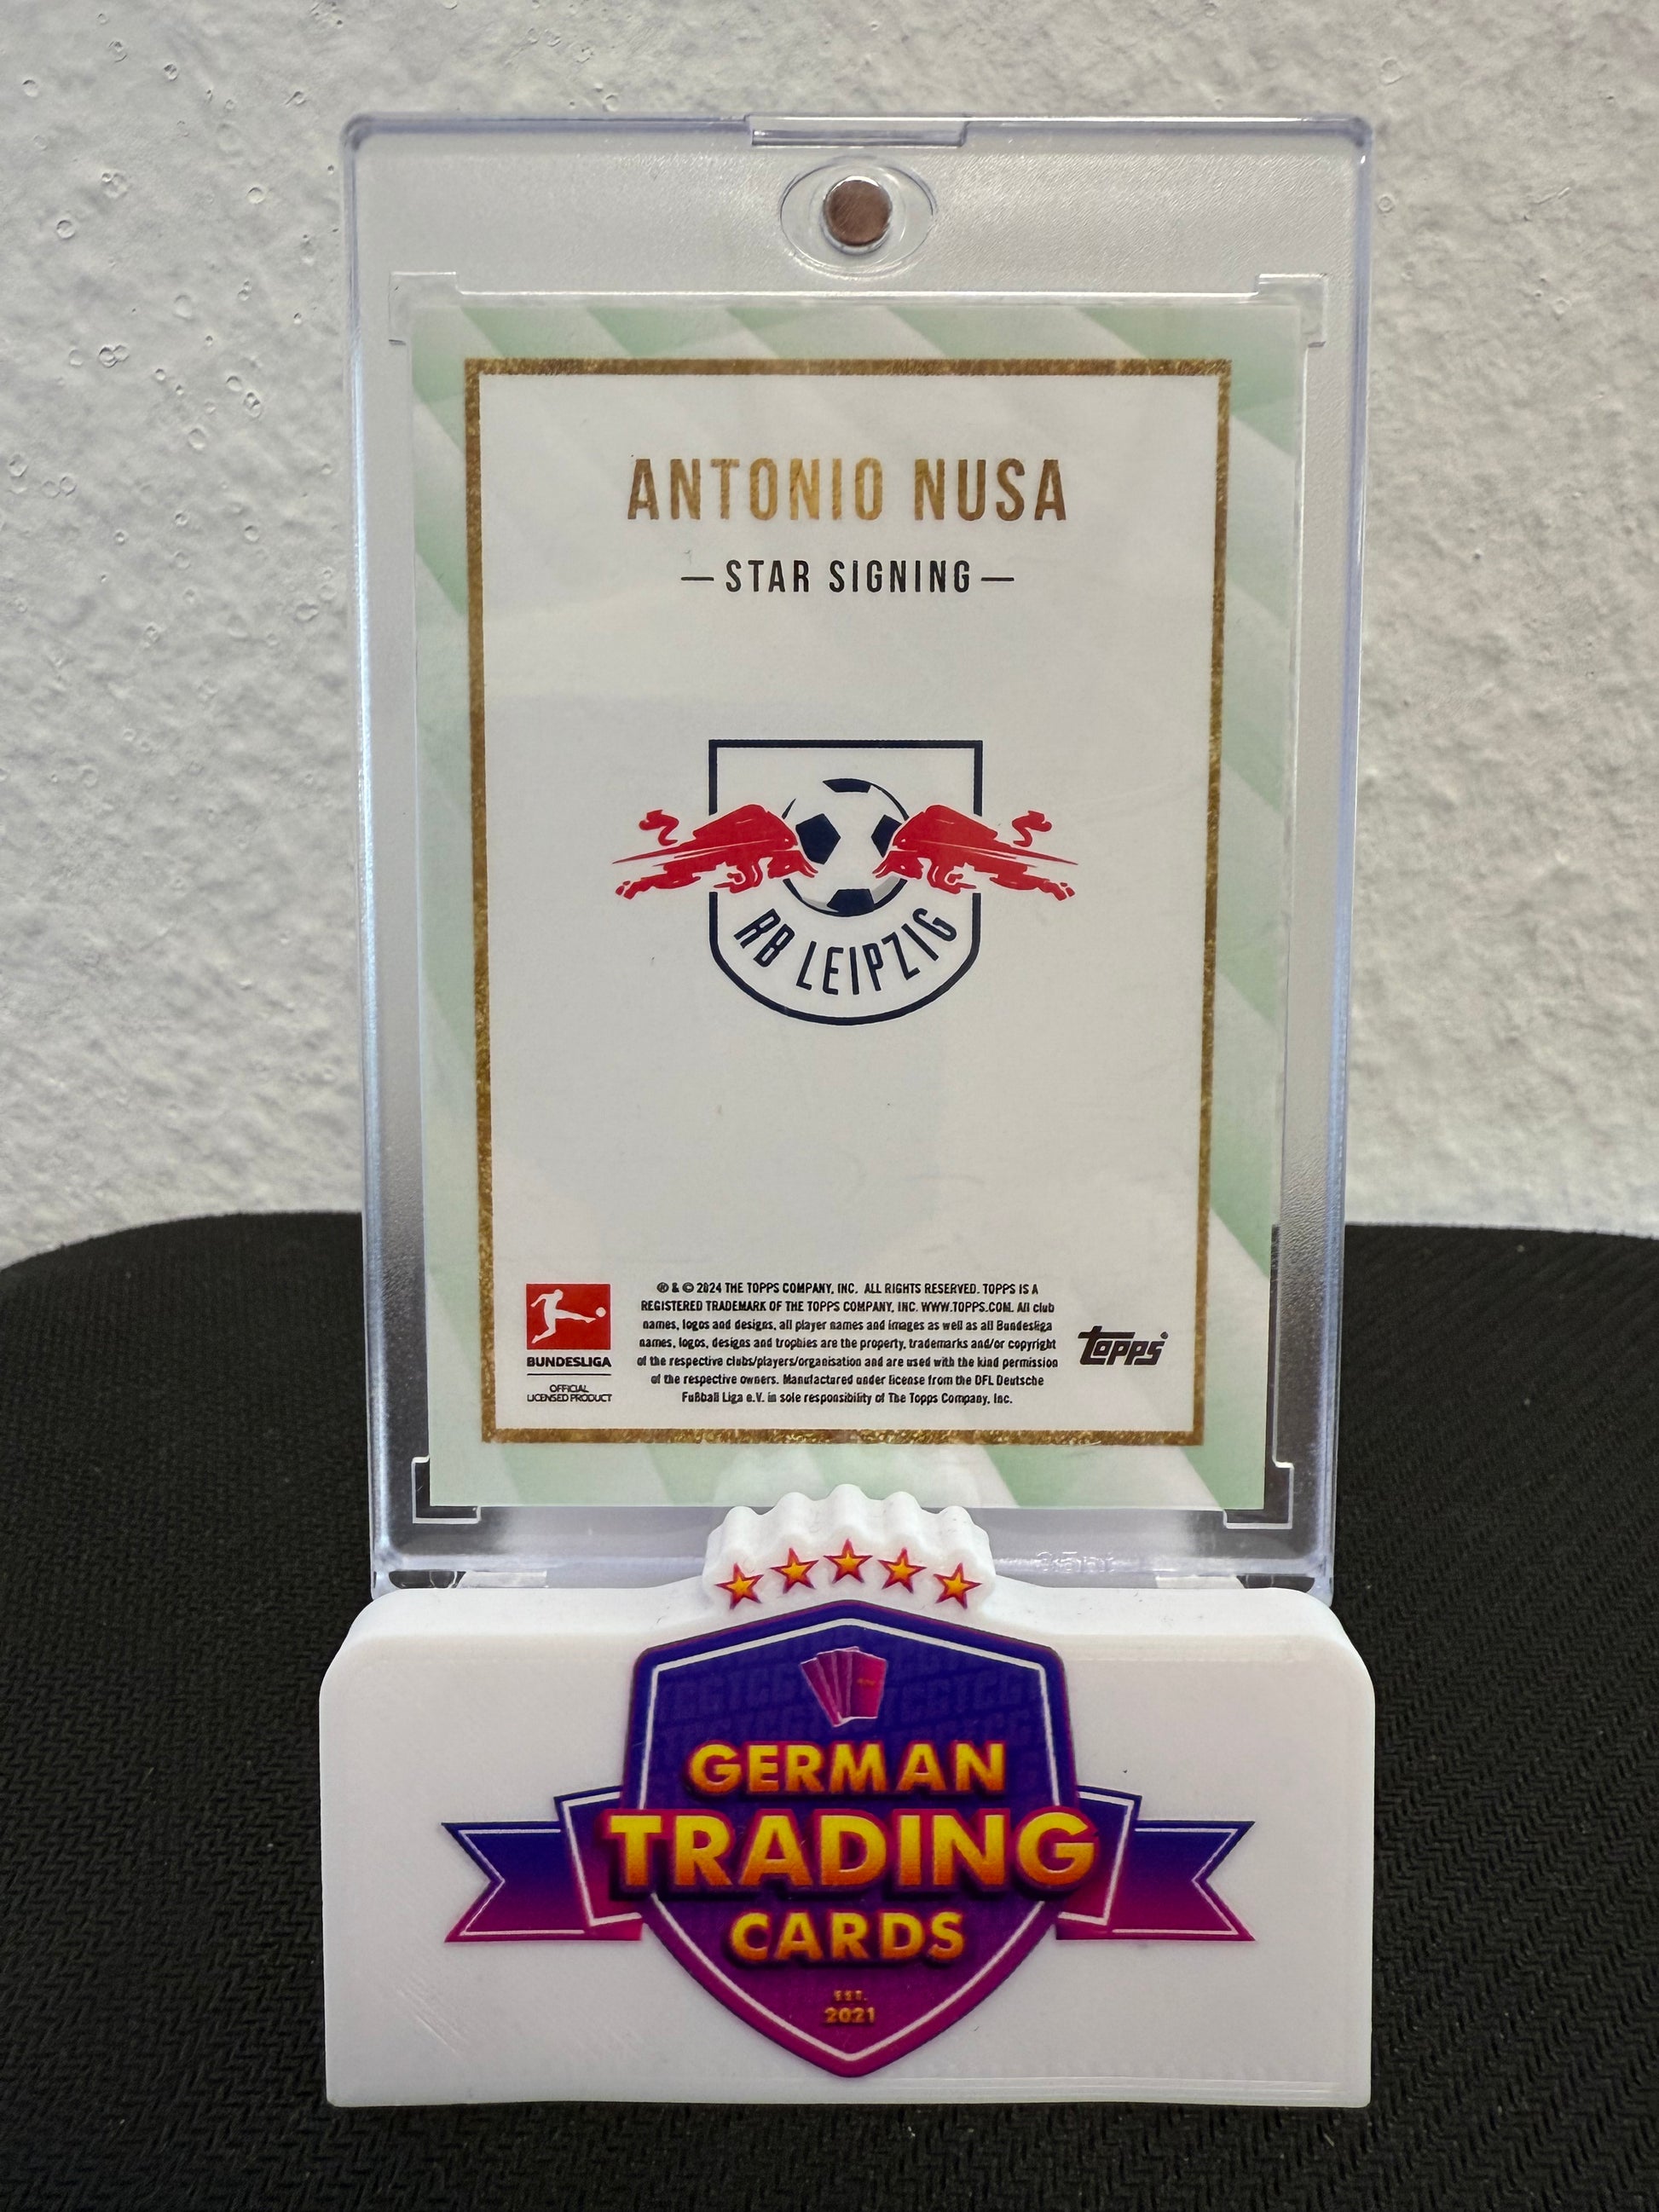 ANTONIO NUSA
— STAR SIGNING —
RB LEIPZIG
® & © 2024 THE TOPPS COMPANY, INC. ALL RIGHTS RESERVED. TOPPS IS A
REGISTERED TRADEMARK OF THE TOPPS COMPANY, INC. WWW.TOPPS.COM. All club
names, logos and designs, all player names and images as well as all Bundesliga
names, logos, designs and trophies are the property, trademarks and/or copyright
of the respective clubs/players/organisation and are used with the kind permission
of the respective owners. Manufactured under license from the DFL Deutsche
Fußball Liga e.V. in sole responsibility of The Topps Company, Inc.
BUNDESLIGA
OFFICIAL
LICENSED PRODUCT
topps
GERMAN
TRADING
CARDS
EST.
2021